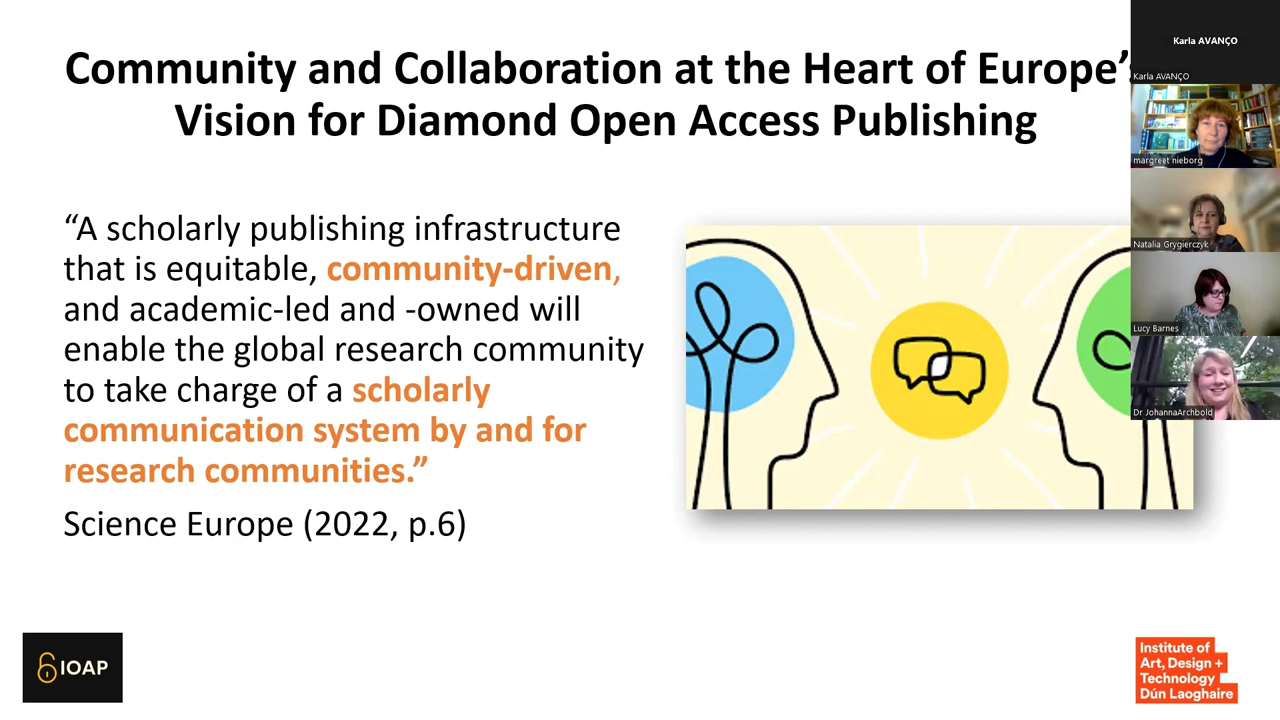 Community and Collaboration at the Heart of Europe’
Vision for Diamond Open Access Publishing
“A scholarly publishing infrastructure
that is equitable, community-driven,
and academic-led and -owned will
enable the global research community
to take charge of a scholarly
communication system by and for
research communities.”
Science Europe (2022, p.6)
Karla AVANÇO
Karla AVANÇO
margreet nieborg
Natalia Grygierczyk
Lucy Barnes
Dr JohannaArchbold
IOAP
Institute of
Art, Design +
Technology
Dún Laoghaire